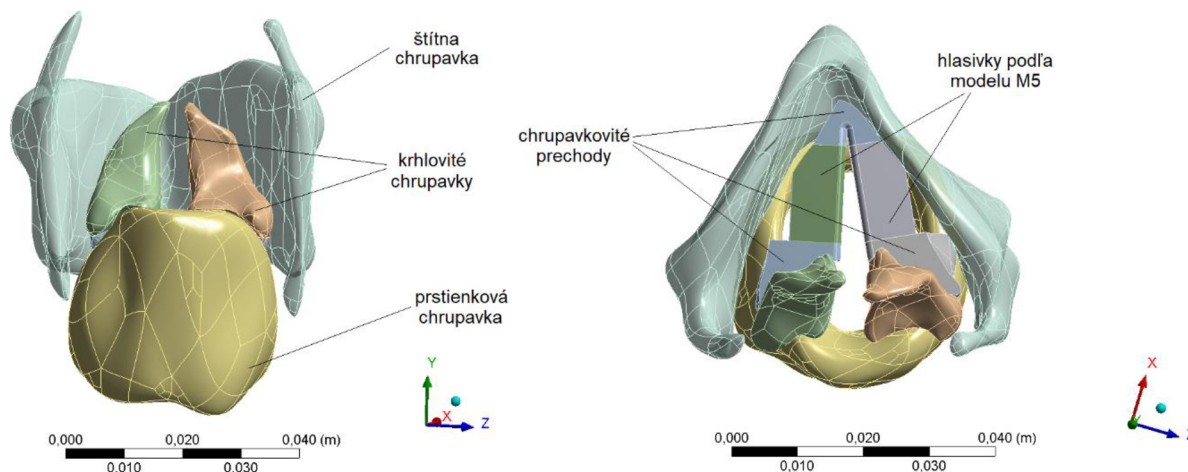 štítna
chrupavka
krhlovité
chrupavky
prstienková
chrupavka
Y
X
Z
0,000
0,020
0,040 (m)
0,010
0,030
hlasivky podľa
modelu M5
chrupavkovité
prechody
X
Y
Z
0,000
0,020
0,040 (m)
0,010
0,030